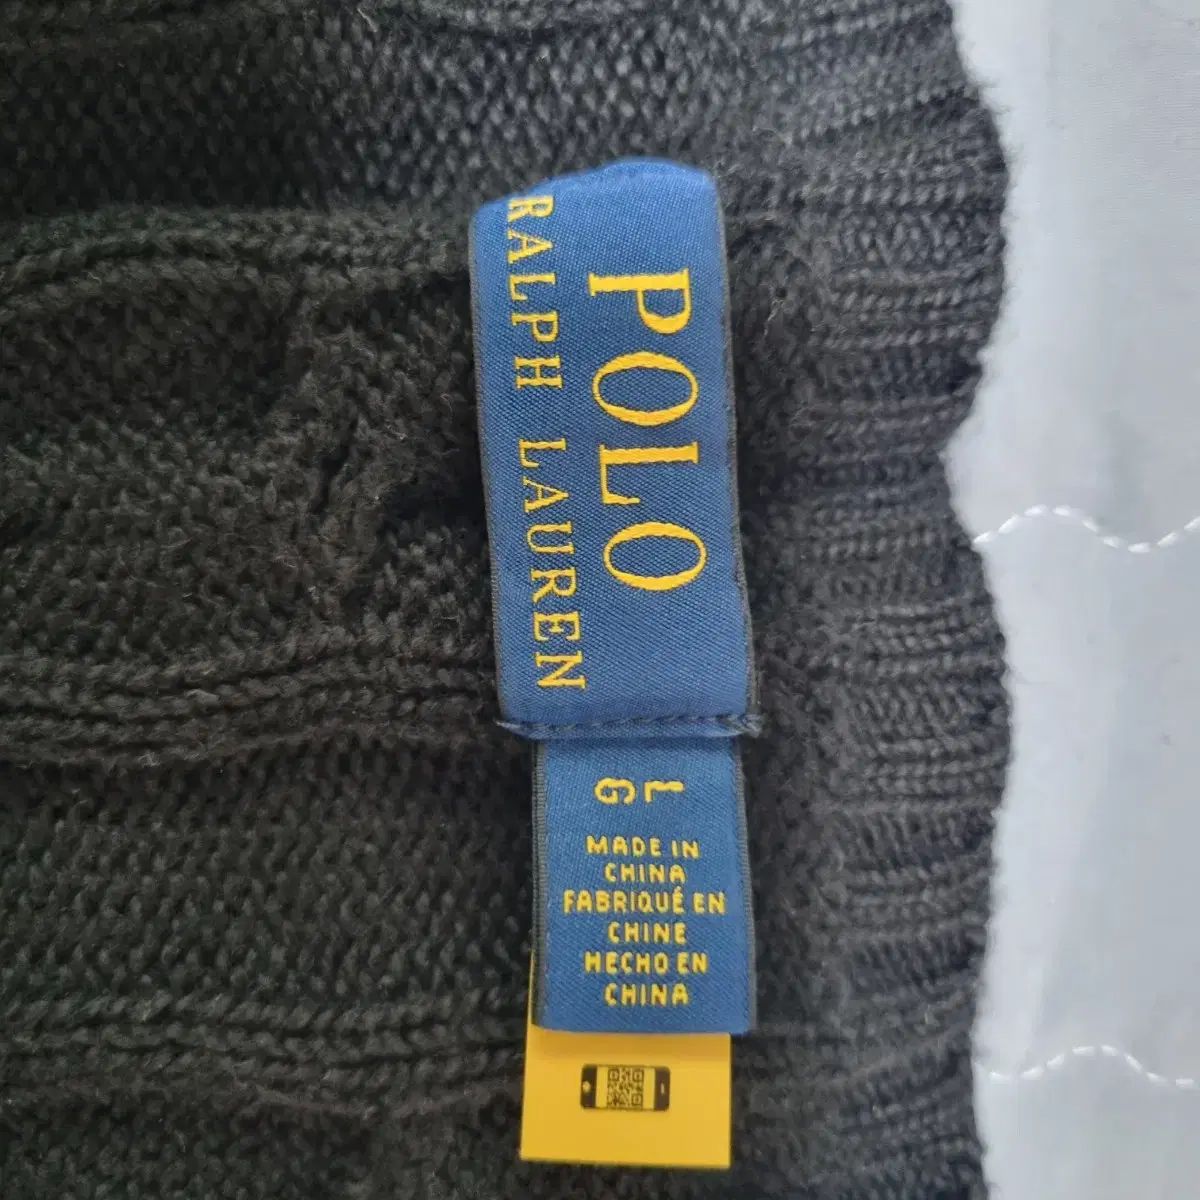 POLO
RALPH LAUREN
L
G
MADE IN
CHINA
FABRIQUÉ EN
CHINE
HECHO EN
CHINA